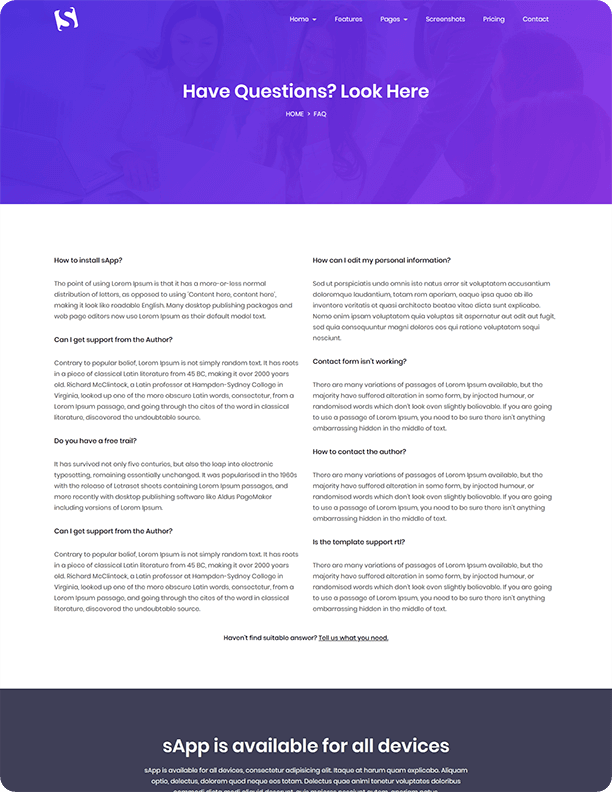 Home Features Pages Screenshots Pricing Contact
Have Questions? Look Here
HOME > FAQ
How to install sApp?
The point of using Lorem Ipsum is that it has a more-or-less normal
distribution of letters, as opposed to using 'Content here, content here',
making it look like readable English. Many desktop publishing packages and
web page editors now use Lorem Ipsum as their default model text.
Can I get support from the Author?
Contrary to popular belief, Lorem Ipsum is not simply random text. It has roots
in a piece of classical Latin literature from 45 BC, making it over 2000 years
old. Richard McClintock, a Latin professor at Hampden-Sydney College in
Virginia, looked up one of the more obscure Latin words, consectetur, from a
Lorem Ipsum passage, and going through the cites of the word in classical
literature, discovered the undoubtable source.
Do you have a free trail?
It has survived not only five centuries, but also the leap into electronic
typesetting, remaining essentially unchanged. It was popularised in the 1960s
with the release of Letraset sheets containing Lorem Ipsum passages, and
more recently with desktop publishing software like Aldus PageMaker
including versions of Lorem Ipsum.
Can I get support from the Author?
Contrary to popular belief, Lorem Ipsum is not simply random text. It has roots
in a piece of classical Latin literature from 45 BC, making it over 2000 years
old. Richard McClintock, a Latin professor at Hampden-Sydney College in
Virginia, looked up one of the more obscure Latin words, consectetur, from a
Lorem Ipsum passage, and going through the cites of the word in classical
literature, discovered the undoubtable source.
How can I edit my personal information?
Sed ut perspiciatis unde omnis iste natus error sit voluptatem accusantium
doloremque laudantium, totam rem aperiam, eaque ipsa quae ab illo
inventore veritatis et quasi architecto beatae vitae dicta sunt explicabo.
Nemo enim ipsam voluptatem quia voluptas sit aspernatur aut odit aut fugit,
sed quia consequuntur magni dolores eos qui ratione voluptatem sequi
nesciunt.
Contact form isn't working?
There are many variations of passages of Lorem Ipsum available, but the
majority have suffered alteration in some form, by injected humour, or
randomised words which don't look even slightly believable. If you are going
to use a passage of Lorem Ipsum, you need to be sure there isn't anything
embarrassing hidden in the middle of text.
How to contact the author?
There are many variations of passages of Lorem Ipsum available, but the
majority have suffered alteration in some form, by injected humour, or
randomised words which don't look even slightly believable. If you are going
to use a passage of Lorem Ipsum, you need to be sure there isn't anything
embarrassing hidden in the middle of text.
Is the template support rtl?
There are many variations of passages of Lorem Ipsum available, but the
majority have suffered alteration in some form, by injected humour, or
randomised words which don't look even slightly believable. If you are going
to use a passage of Lorem Ipsum, you need to be sure there isn't anything
embarrassing hidden in the middle of text.
Haven't find suitable answer? Tell us what you need.
sApp is available for all devices
sApp is available for all devices, consectetur adipisicing elit. Itaque at harum quam explicabo. Aliquam
optio, delectus, dolorem quod neque eos totam. Delectus quae animi tenetur voluptates doloribus